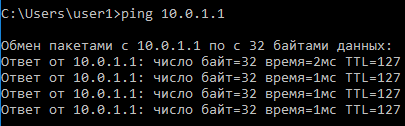 C:\Users\user1>ping 10.0.1.1
Обмен пакетами с 10.0.1.1 по с 32 байтами данных:
Ответ от 10.0.1.1: число байт=32 время=2мс TTL=127
Ответ от 10.0.1.1: число байт=32 время=1мс TTL=127
Ответ от 10.0.1.1: число байт=32 время=1мс TTL=127
Ответ от 10.0.1.1: число байт=32 время=1мс TTL=127